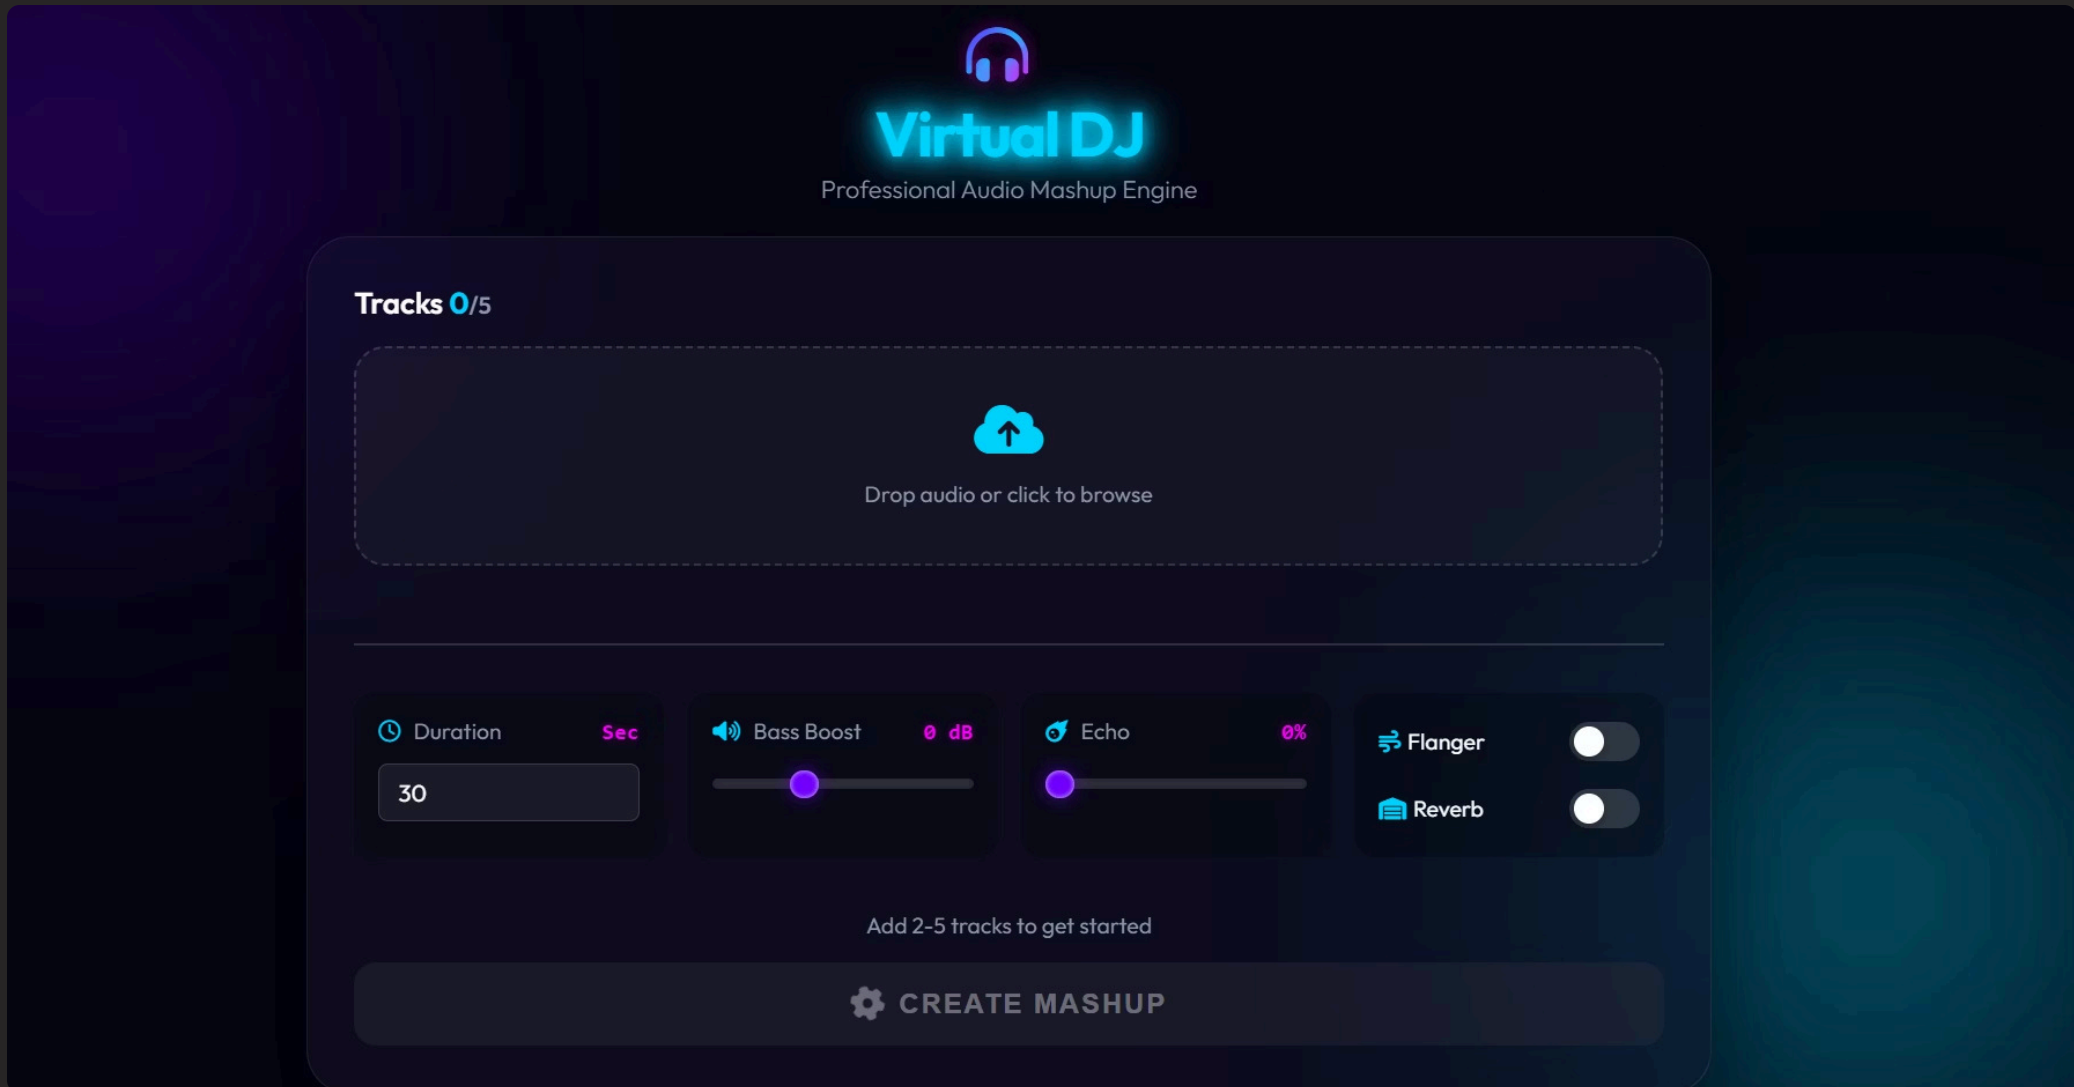 Virtual DJ
Professional Audio Mashup Engine
Tracks 0/5
Drop audio or click to browse
Duration Sec
30
Bass Boost 0 dB
Echo 0%
Flanger
Reverb
Add 2-5 tracks to get started
CREATE MASHUP